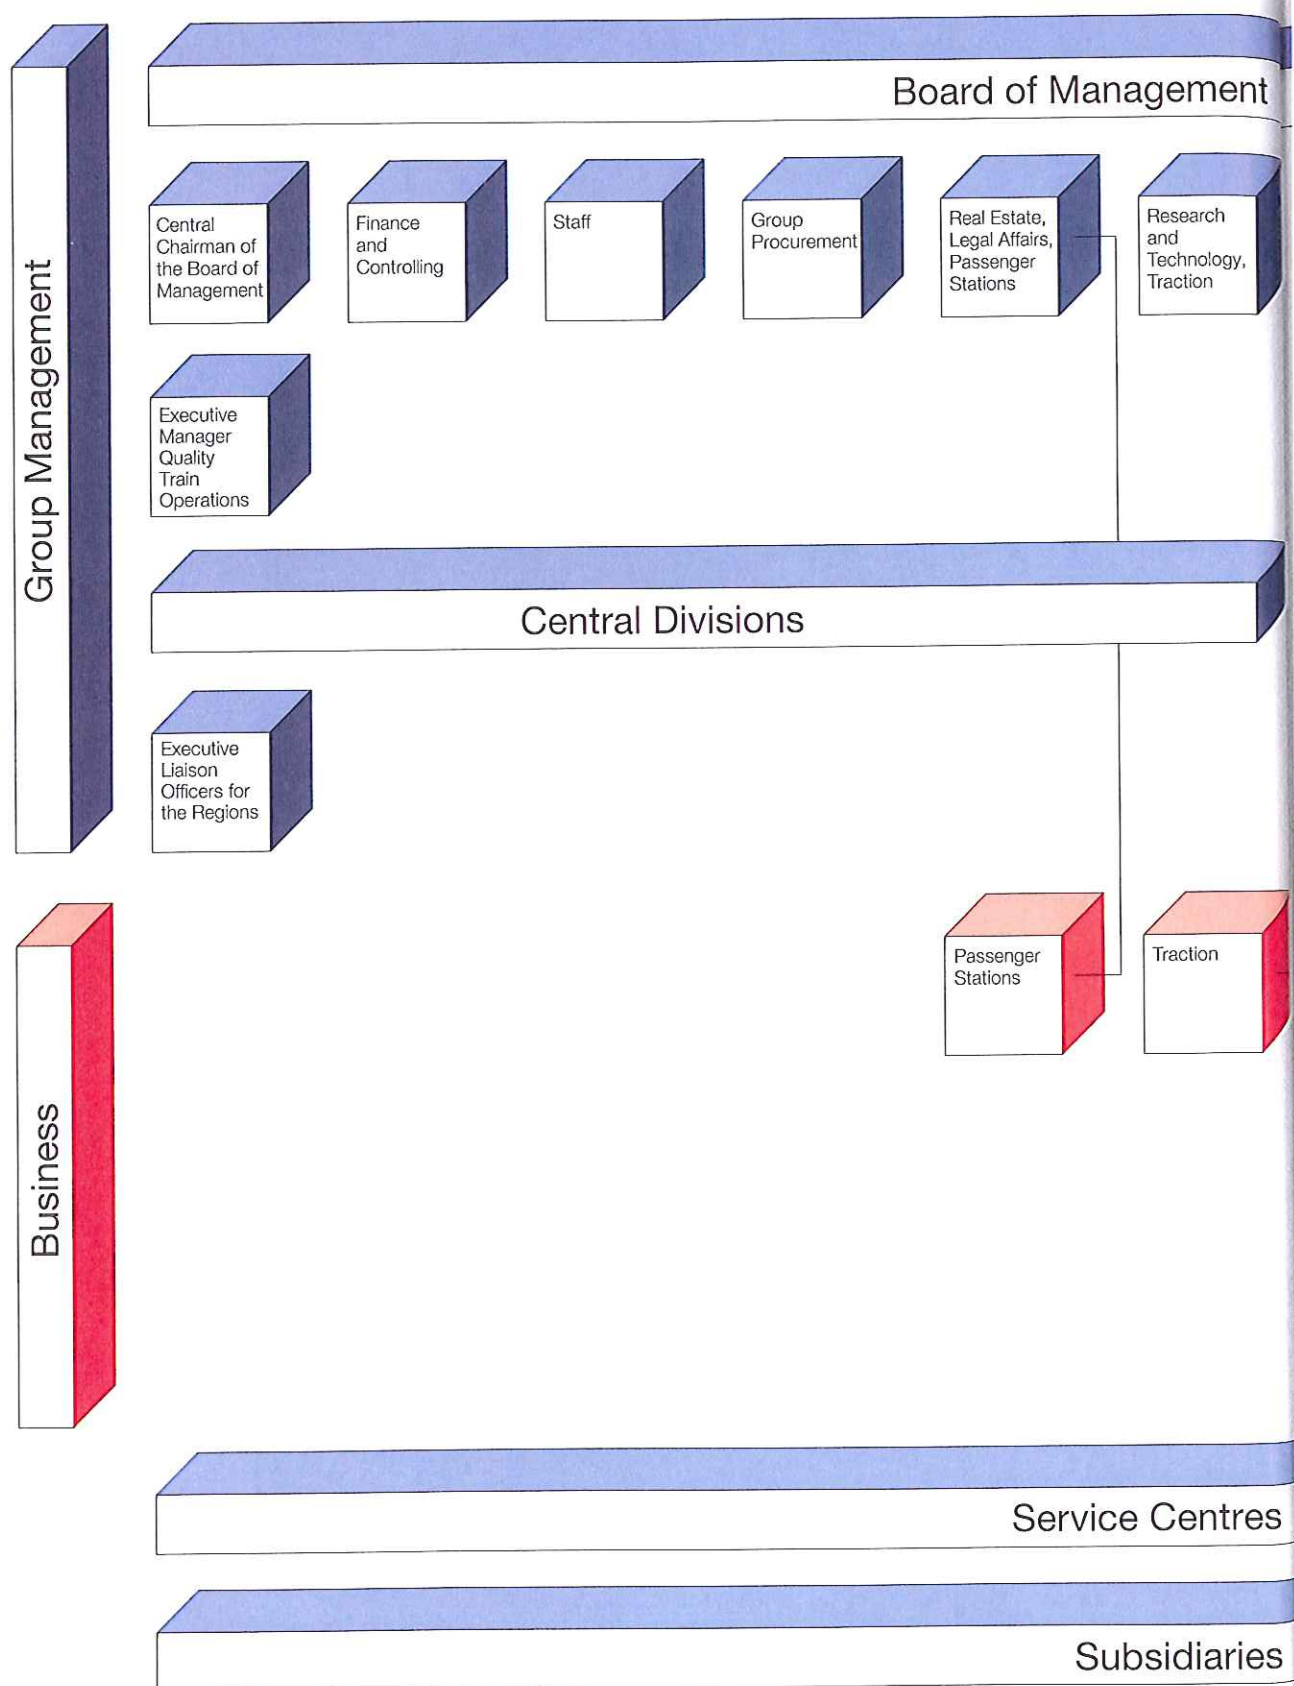 Group Management
Board of Management
Central
Chairman of
the Board of
Management
Finance
and
Controlling
Staff
Group
Procurement
Real Estate,
Legal Affairs,
Passenger
Stations
Research
and
Technology,
Traction
Executive
Manager
Quality
Train
Operations
Central Divisions
Executive
Liaison
Officers for
the Regions
Business
Passenger
Stations
Traction
Service Centres
Subsidiaries